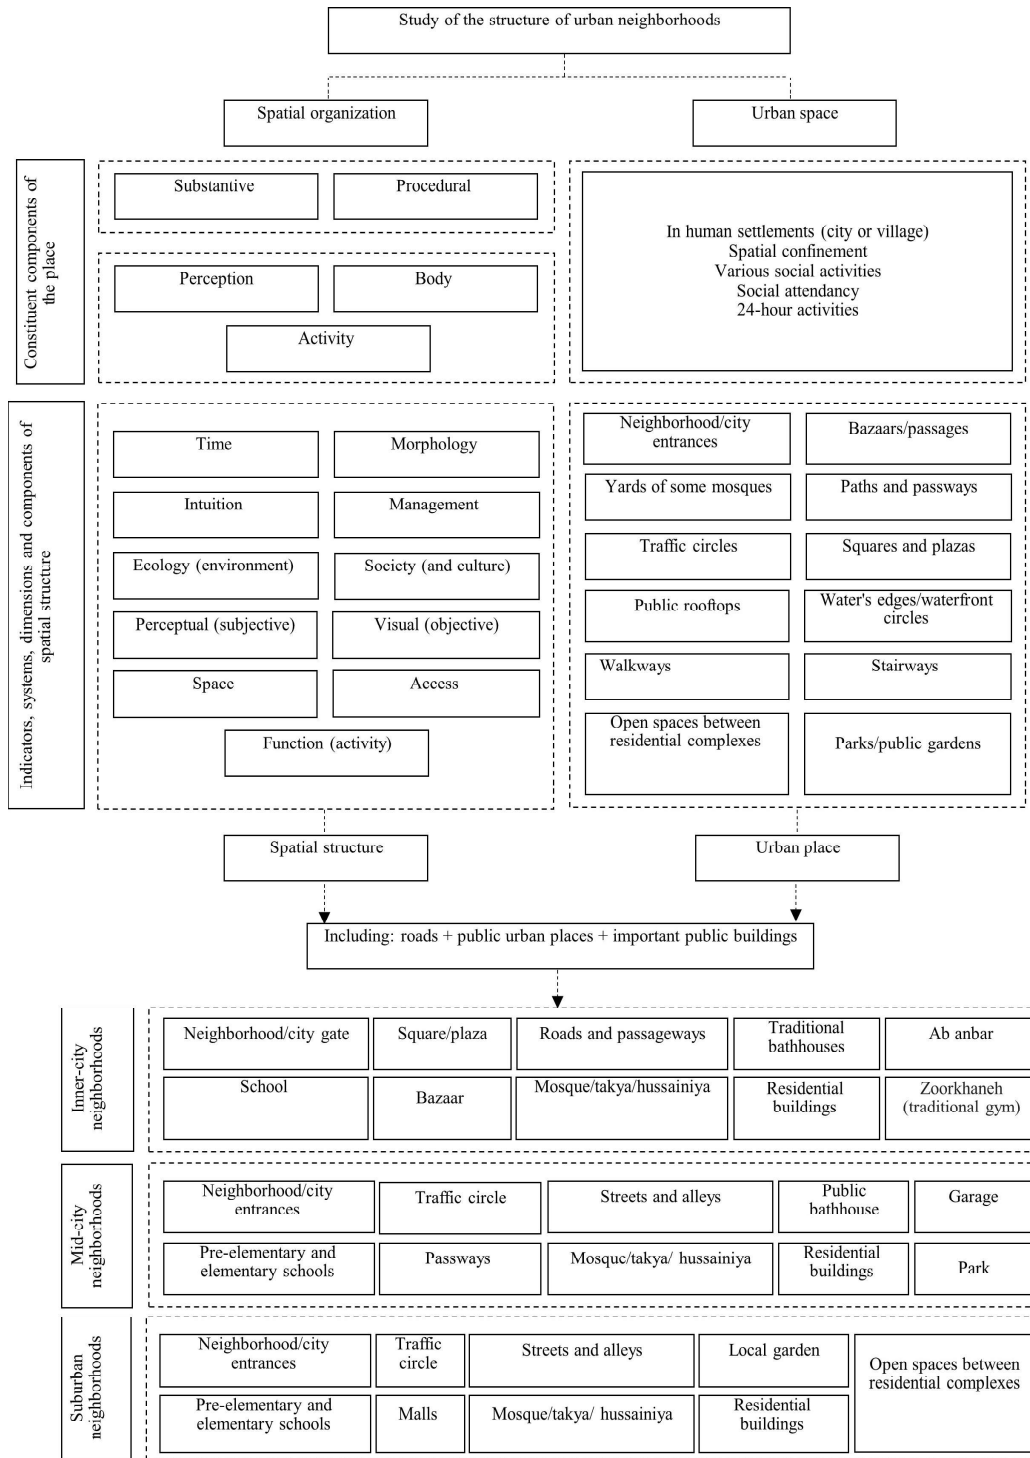 Study of the structure of urban neighborhoods
Spatial organization
Urban space
Constituent components of
the place
Substantive
Procedural
Perception
Body
Activity
In human settlements (city or village)
Spatial confinement
Various social activities
Social attendancy
24-hour activities
Indicators, systems, dimensions and components of
spatial structure
Time
Morphology
Intuition
Management
Ecology (environment)
Society (and culture)
Perceptual (subjective)
Visual (objective)
Space
Access
Function (activity)
Neighborhood/city
entrances
Bazaars/passages
Yards of some mosques
Paths and passways
Traffic circles
Squares and plazas
Public rooftops
Water's edges/waterfront
circles
Walkways
Stairways
Open spaces between
residential complexes
Parks/public gardens
Spatial structure
Urban place
Including: roads + public urban places + important public buildings
Inner-city
neighborhoods
Neighborhood/city gate
Square/plaza
Roads and passageways
Traditional
bathhouses
Ab anbar
School
Bazaar
Mosque/takya/hussainiya
Residential
buildings
Zoorkhaneh
(traditional gym)
Mid-city
neighborhoods
Neighborhood/city
entrances
Traffic circle
Streets and alleys
Public
bathhouse
Garage
Pre-elementary and
elementary schools
Passways
Mosque/takya/ hussainiya
Residential
buildings
Park
Suburban
neighborhoods
Neighborhood/city
entrances
Traffic
circle
Streets and alleys
Local garden
Open spaces between
residential complexes
Pre-elementary and
elementary schools
Malls
Mosque/takya/ hussainiya
Residential
buildings